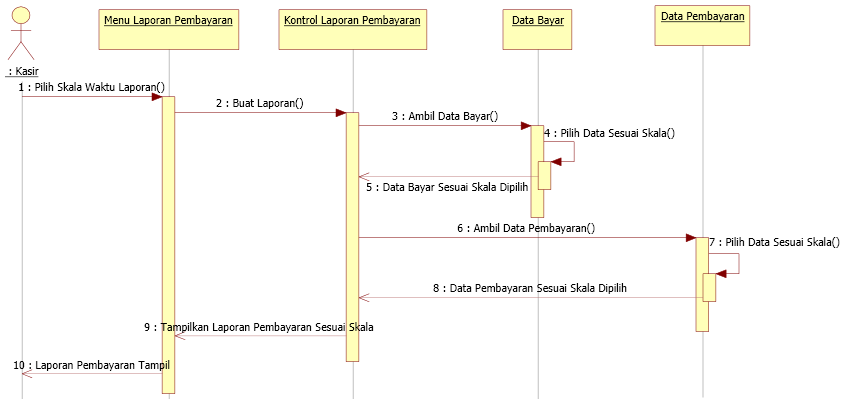 Menu Laporan Pembayaran
Kontrol Laporan Pembayaran
Data Bayar
Data Pembayaran
: Kasir
1 : Pilih Skala Waktu Laporan()
2 : Buat Laporan()
3 : Ambil Data Bayar()
4 : Pilih Data Sesuai Skala()
5 : Data Bayar Sesuai Skala Dipilih
6 : Ambil Data Pembayaran()
7 : Pilih Data Sesuai Skala()
8 : Data Pembayaran Sesuai Skala Dipilih
9 : Tampilkan Laporan Pembayaran Sesuai Skala
10 : Laporan Pembayaran Tampil